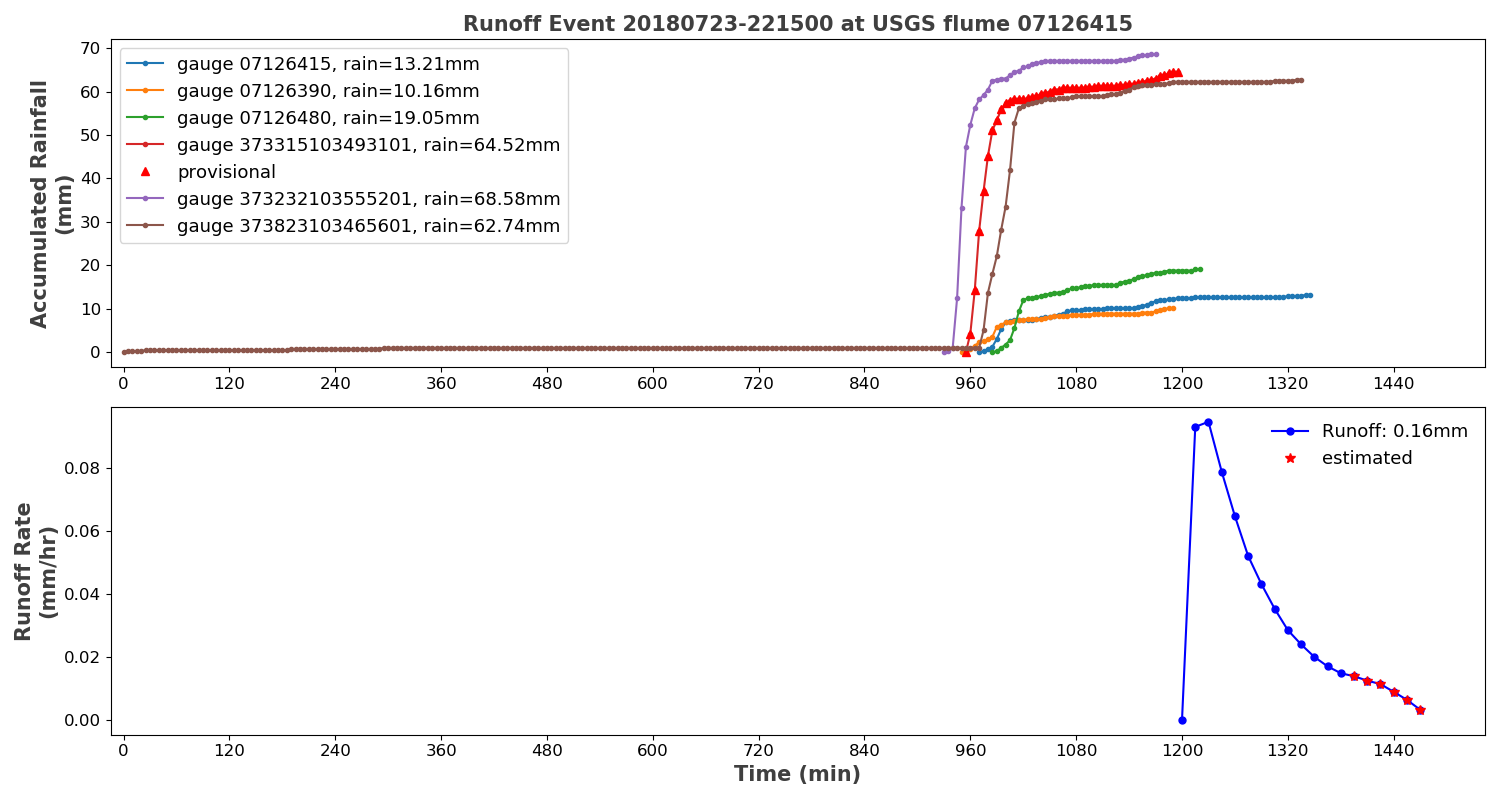 Runoff Event 20180723-221500 at USGS flume 07126415
Accumulated Rainfall
(mm)
70
60
50
40
30
20
10
0
gauge 07126415, rain=13.21mm
gauge 07126390, rain=10.16mm
gauge 07126480, rain=19.05mm
gauge 373315103493101, rain=64.52mm
provisional
gauge 373232103555201, rain=68.58mm
gauge 373823103465601, rain=62.74mm
0 120 240 360 480 600 720 840 960 1080 1200 1320 1440
Runoff Rate
(mm/hr)
0.08
0.06
0.04
0.02
0.00
Runoff: 0.16mm
estimated
0 120 240 360 480 600 720 840 960 1080 1200 1320 1440
Time (min)